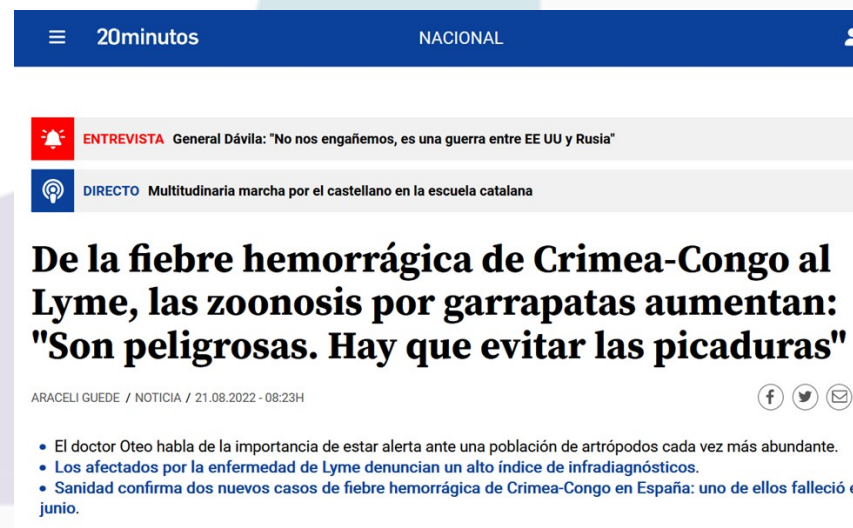 20minutos
NACIONAL
ENTREVISTA General Dávila: "No nos engañemos, es una guerra entre EE UU y Rusia"
DIRECTO Multitudinaria marcha por el castellano en la escuela catalana
De la fiebre hemorrágica de Crimea-Congo al
Lyme, las zoonosis por garrapatas aumentan:
"Son peligrosas. Hay que evitar las picaduras"
ARACELI GUEDE / NOTICIA / 21.08.2022 - 08:23H
• El doctor Oteo habla de la importancia de estar alerta ante una población de artrópodos cada vez más abundante.
• Los afectados por la enfermedad de Lyme denuncian un alto índice de infradiagnósticos.
• Sanidad confirma dos nuevos casos de fiebre hemorrágica de Crimea-Congo en España: uno de ellos falleció e
junio.